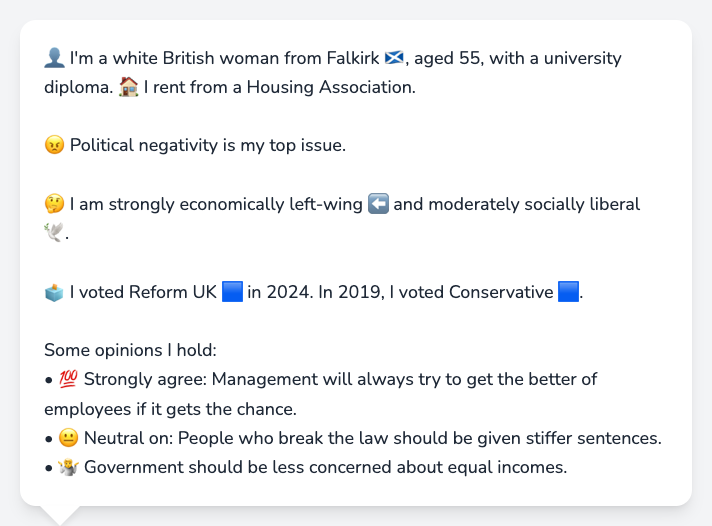 👤 I'm a white British woman from Falkirk 🏴󠁧󠁢󠁳󠁣󠁴󠁿, aged 55, with a university
diploma. 🏠 I rent from a Housing Association.
😠 Political negativity is my top issue.
🤔 I am strongly economically left-wing ⬅️ and moderately socially liberal
🕊️.
🗳️ I voted Reform UK 🟦 in 2024. In 2019, I voted Conservative 🟦.
Some opinions I hold:
• 💯 Strongly agree: Management will always try to get the better of
employees if it gets the chance.
• 😐 Neutral on: People who break the law should be given stiffer sentences.
• 🤷 Government should be less concerned about equal incomes.